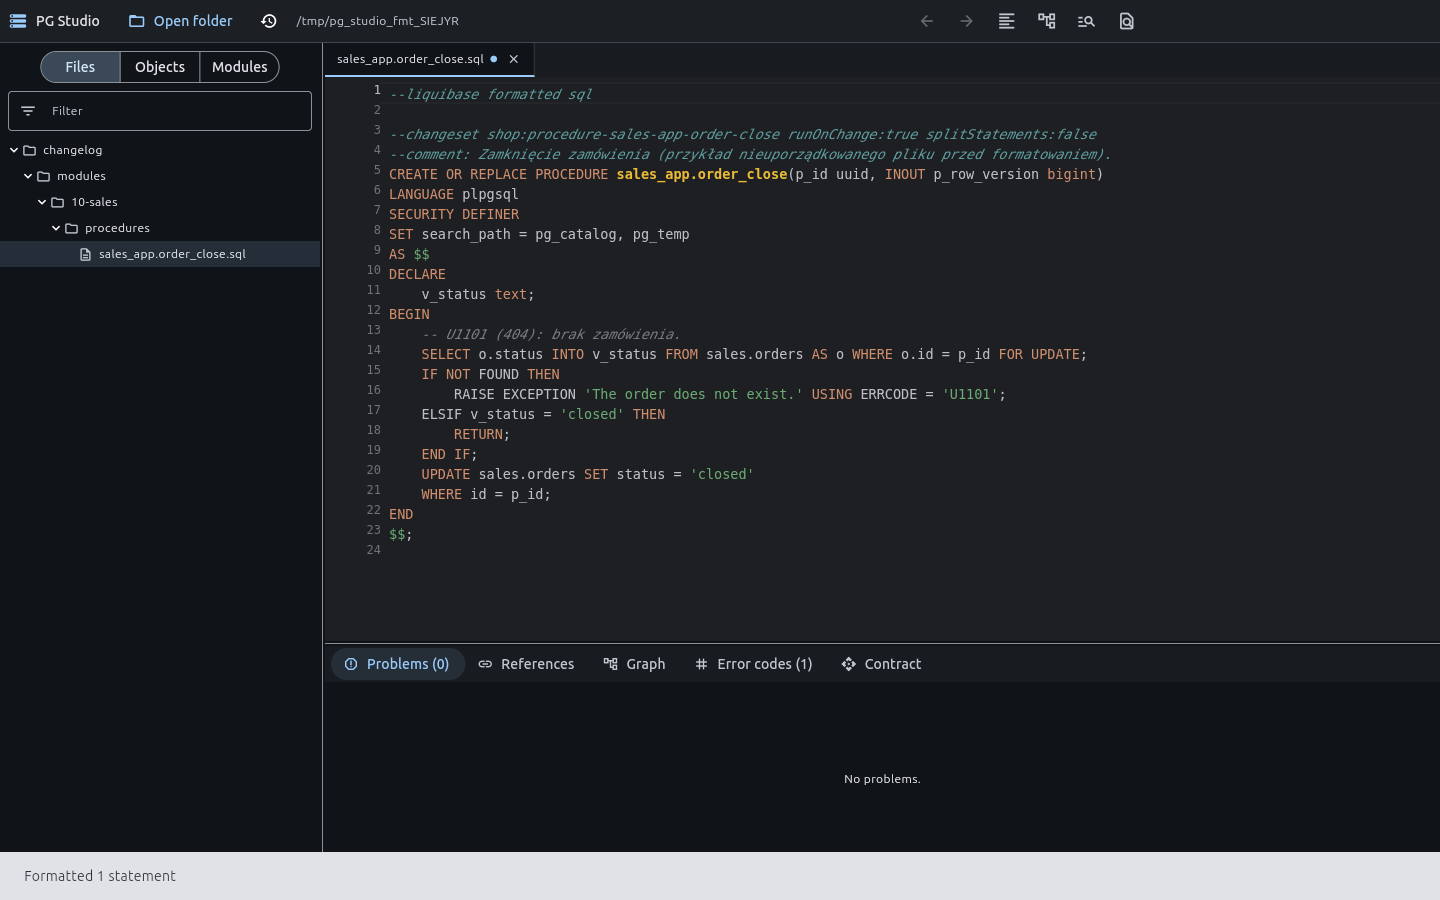 PG Studio
Open folder
/tmp/pg_studio_fmt_SIEJYR
Files
Objects
Modules
Filter
changelog
modules
10-sales
procedures
sales_app.order_close.sql
sales_app.order_close.sql
1 --liquibase formatted sql
2
3 --changeset shop:procedure-sales-app-order-close runOnChange:true splitStatements:false
4 --comment: Zamknięcie zamówienia (przykład nieuporządkowanego pliku przed formatowaniem).
5 CREATE OR REPLACE PROCEDURE sales_app.order_close(p_id uuid, INOUT p_row_version bigint)
6 LANGUAGE plpgsql
7 SECURITY DEFINER
8 SET search_path = pg_catalog, pg_temp
9 AS $$
10 DECLARE
11     v_status text;
12 BEGIN
13     -- U1101 (404): brak zamówienia.
14     SELECT o.status INTO v_status FROM sales.orders AS o WHERE o.id = p_id FOR UPDATE;
15     IF NOT FOUND THEN
16         RAISE EXCEPTION 'The order does not exist.' USING ERRCODE = 'U1101';
17     ELSIF v_status = 'closed' THEN
18         RETURN;
19     END IF;
20     UPDATE sales.orders SET status = 'closed'
21     WHERE id = p_id;
22 END
23 $$;
24
Problems (0)
References
Graph
Error codes (1)
Contract
No problems.
Formatted 1 statement